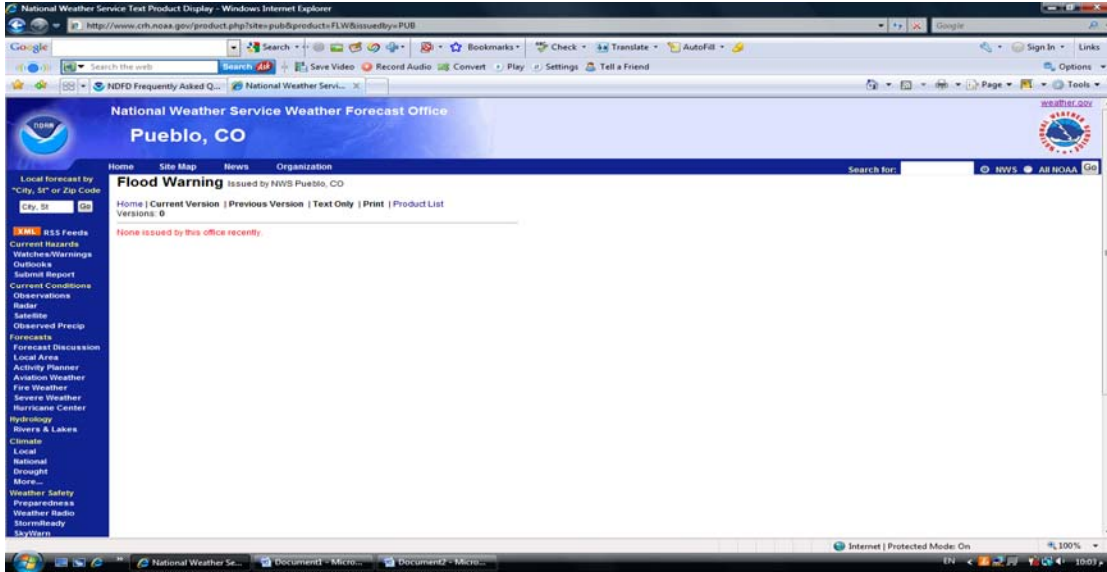 National Weather Service Text Product Display - Windows Internet Explorer
http://www.crh.noaa.gov/product.php?site=pub&product=FLW&issuedby=PUB
Google
Google Search Bookmarks Check Translate AutoFill Sign In Links
Search the web Search Ask Save Video Record Audio Convert Play Settings Tell a Friend Options
NDFD Frequently Asked Q... National Weather Servi... X Page Tools
National Weather Service Weather Forecast Office
weather.gov
NOAA
Pueblo, CO
Home Site Map News Organization
Search for: NWS All NOAA Go
Local forecast by
"City, St" or Zip Code
City, St Go
XML RSS Feeds
Current Hazards
Watches/Warnings
Outlooks
Submit Report
Current Conditions
Observations
Radar
Satellite
Observed Precip
Forecasts
Forecast Discussion
Local Area
Activity Planner
Aviation Weather
Fire Weather
Severe Weather
Hurricane Center
Hydrology
Rivers & Lakes
Climate
Local
National
Drought
More...
Weather Safety
Preparedness
Weather Radio
StormReady
SkyWarn
Flood Warning Issued by NWS Pueblo, CO
Home | Current Version | Previous Version | Text Only | Print | Product List
Versions: 0
None issued by this office recently.
Internet | Protected Mode: On 100%
National Weather Se... Document1 - Micro... Document2 - Micro... EN 10:03